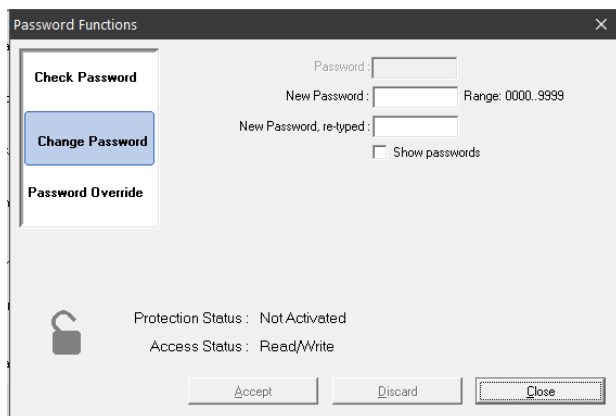 Password Functions
Check Password
Change Password
Password Override
Password :
New Password : Range: 0000..9999
New Password, re-typed :
Show passwords
Protection Status : Not Activated
Access Status : Read/Write
Accept Discard Close